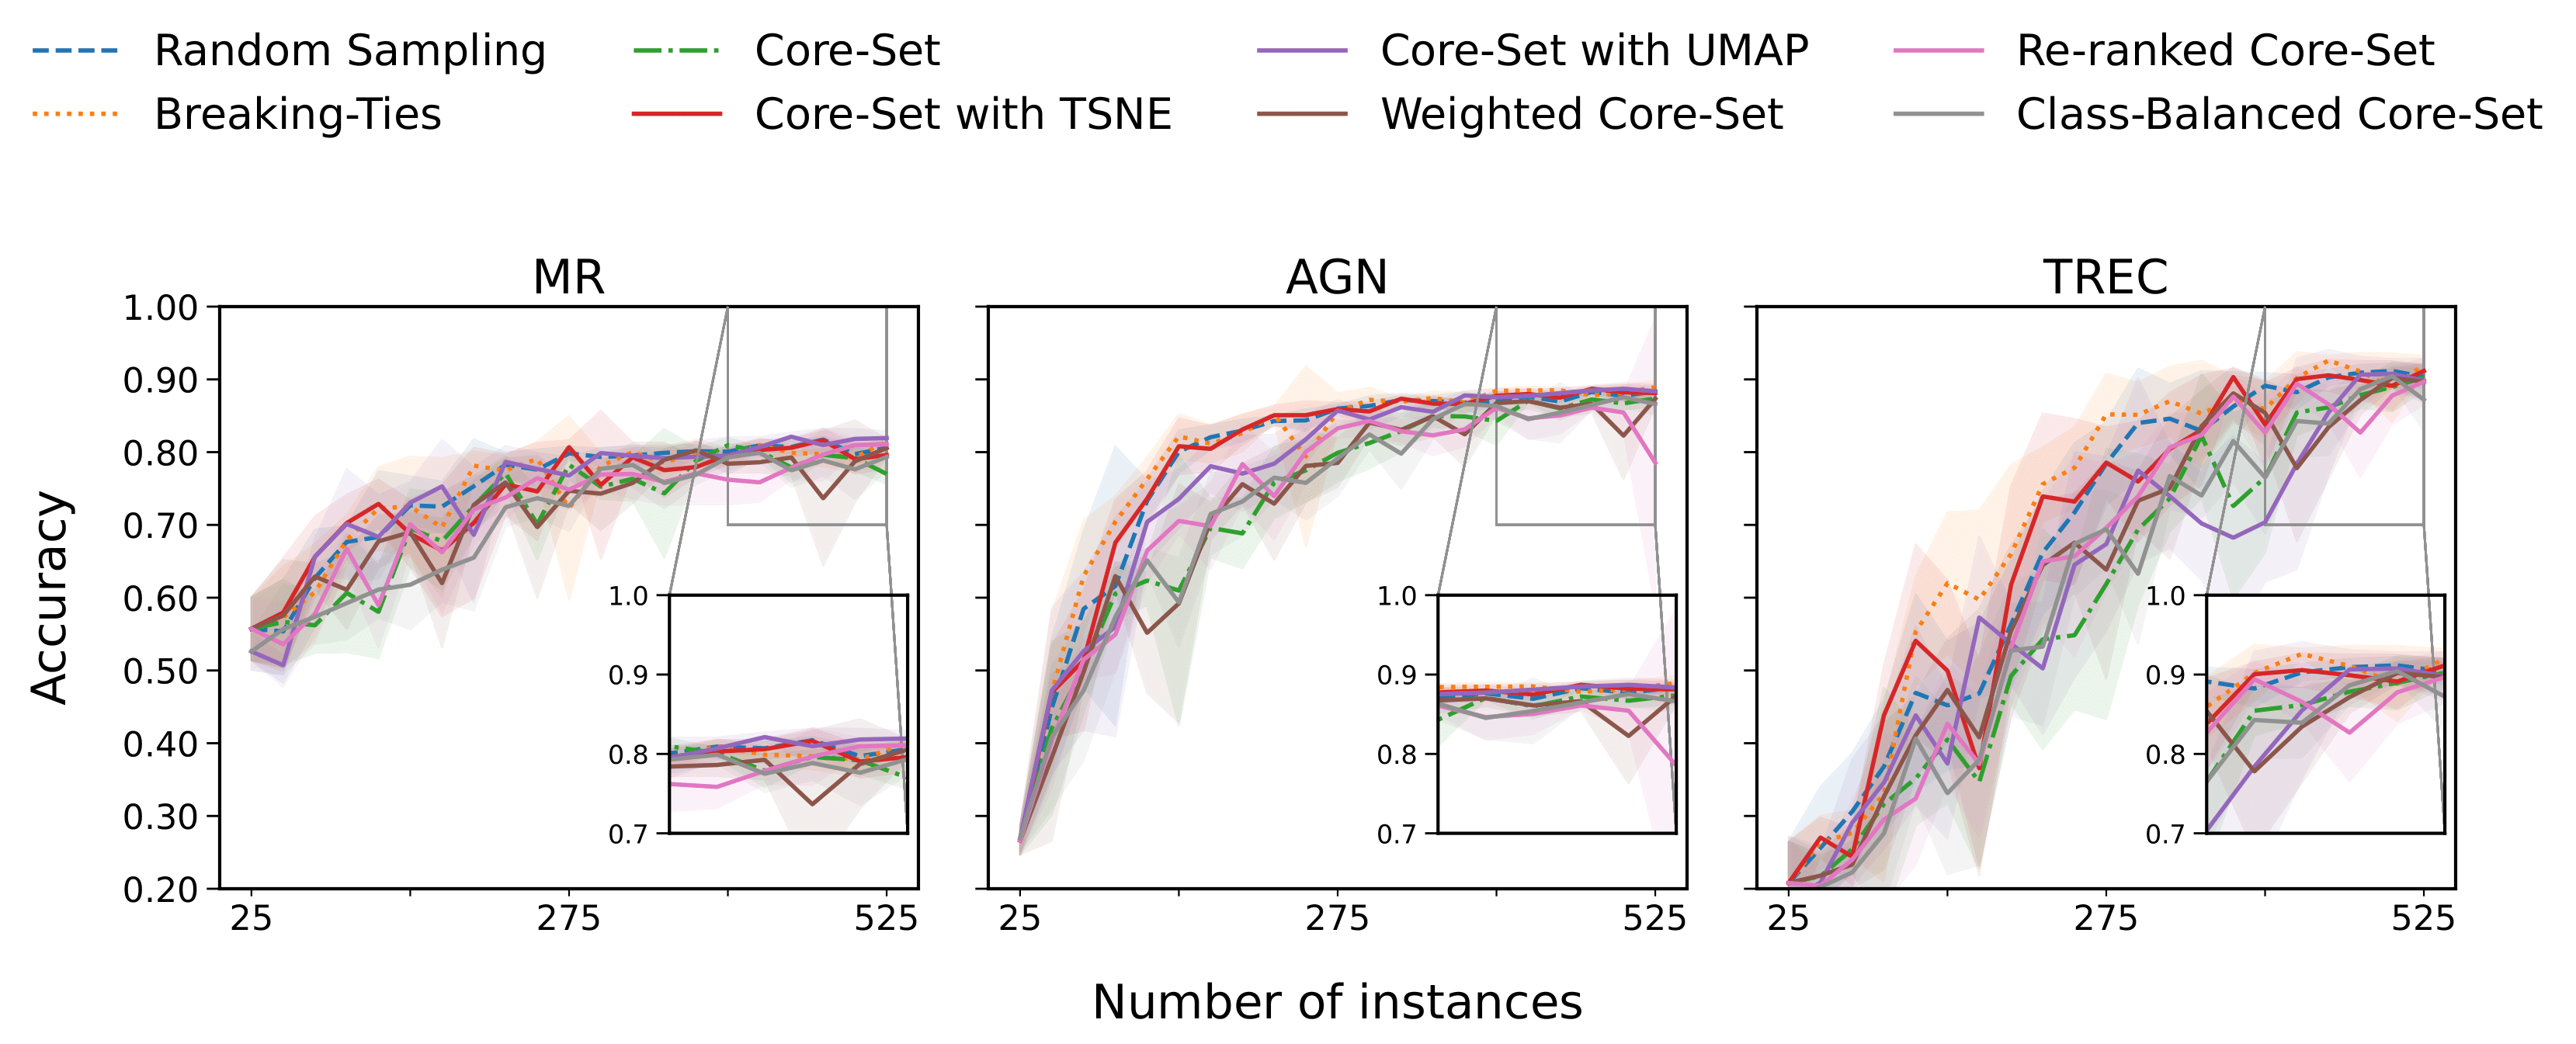 Random Sampling
Core-Set
Core-Set with UMAP
Re-ranked Core-Set
Breaking-Ties
Core-Set with TSNE
Weighted Core-Set
Class-Balanced Core-Set
MR
AGN
TREC
Accuracy
1.00
0.90
0.80
0.70
0.60
0.50
0.40
0.30
0.20
1.0
0.9
0.8
0.7
1.0
0.9
0.8
0.7
1.0
0.9
0.8
0.7
25
275
525
25
275
525
25
275
525
Number of instances